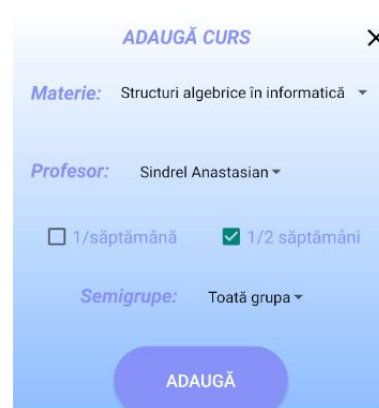 ADAUGĂ CURS
Materie: Structuri algebrice în informatică
Profesor: Sindrel Anastasian
1/săptămână 1/2 săptămâni
Semigrupe: Toată grupa
ADAUGĂ